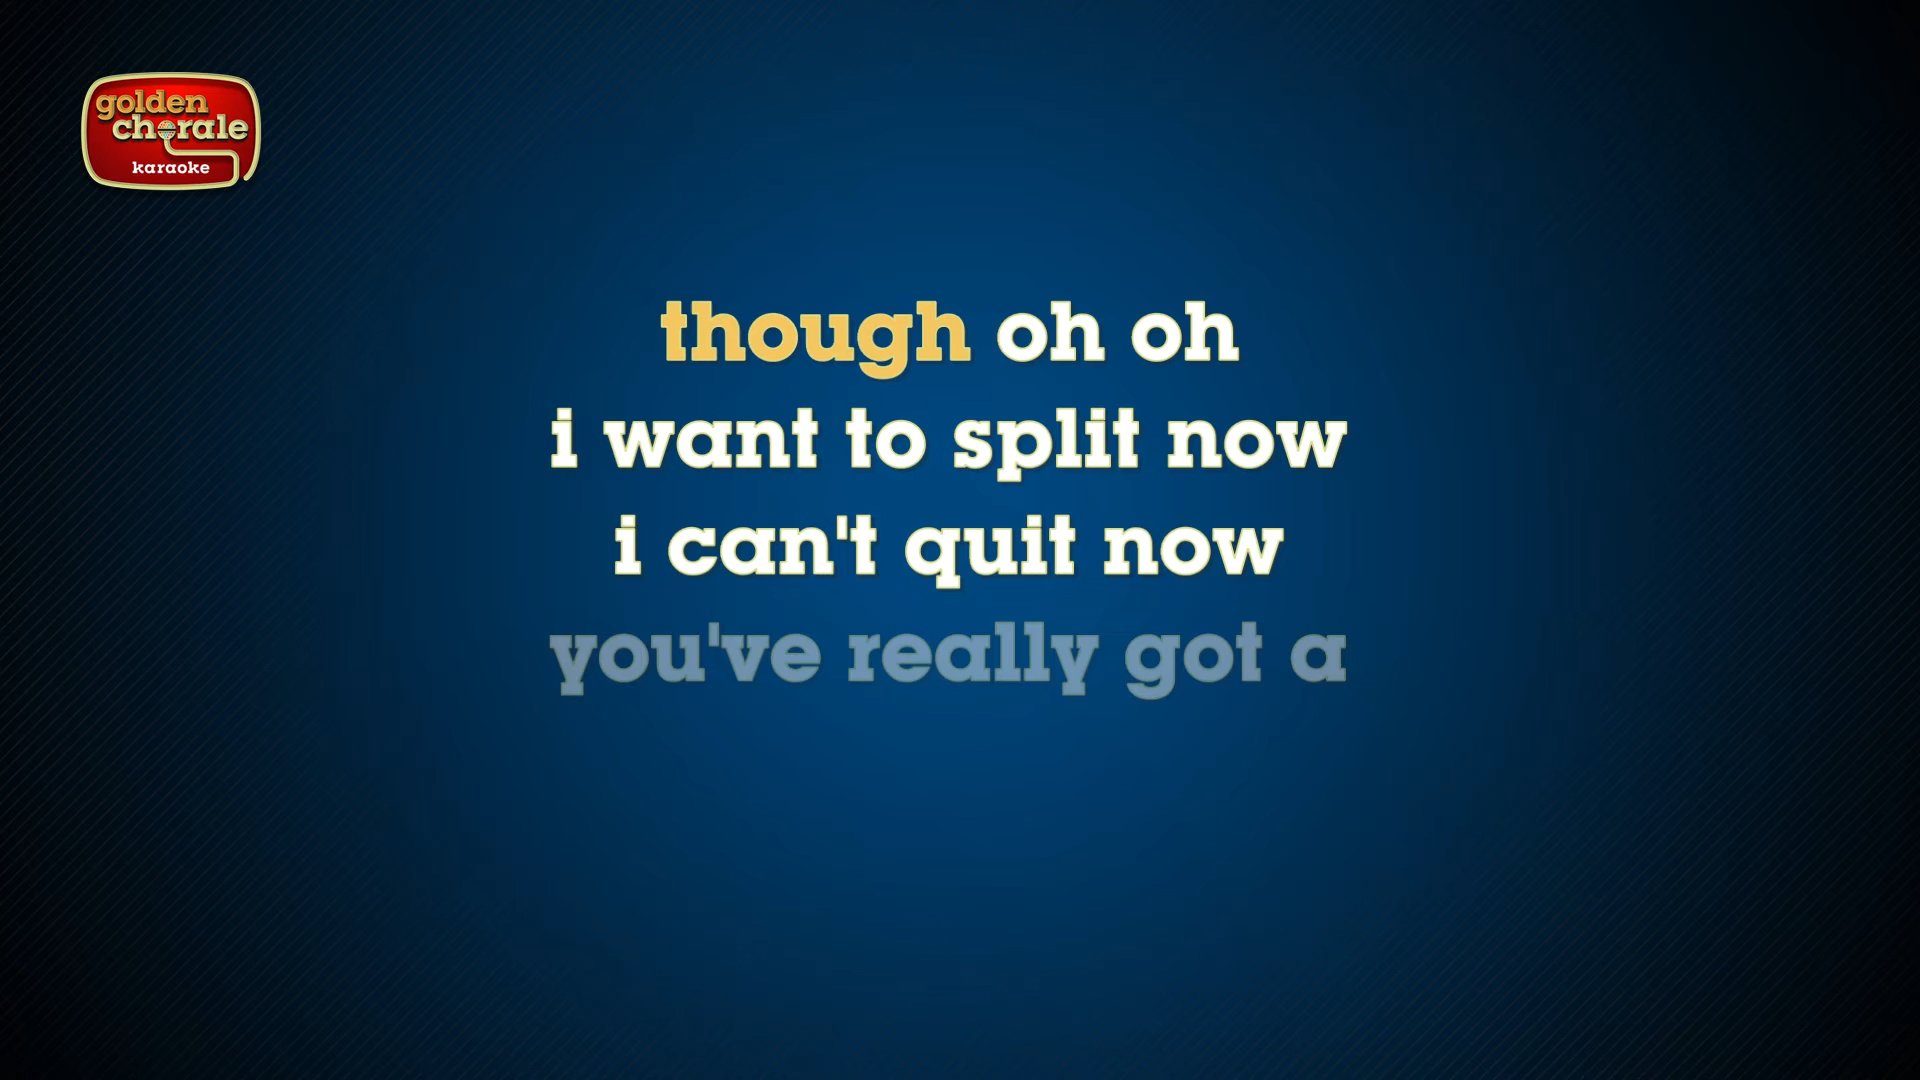 golden
chorale
karaoke
though oh oh
i want to split now
i can't quit now
you've really got a